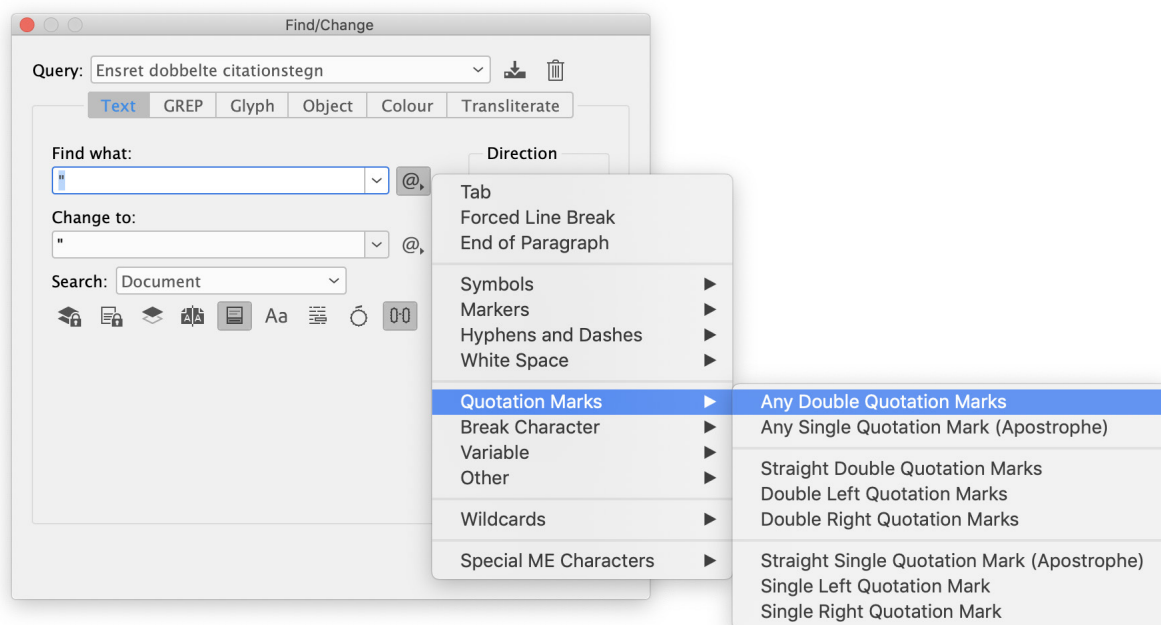 Find/Change
Query: Ensret dobbelte citationstegn
Text GREP Glyph Object Colour Transliterate
Find what:
"
@
Change to:
"
@
Search: Document
Aa
Direction
Tab
Forced Line Break
End of Paragraph
Symbols
Markers
Hyphens and Dashes
White Space
Quotation Marks
Break Character
Variable
Other
Wildcards
Special ME Characters
Any Double Quotation Marks
Any Single Quotation Mark (Apostrophe)
Straight Double Quotation Marks
Double Left Quotation Marks
Double Right Quotation Marks
Straight Single Quotation Mark (Apostrophe)
Single Left Quotation Mark
Single Right Quotation Mark